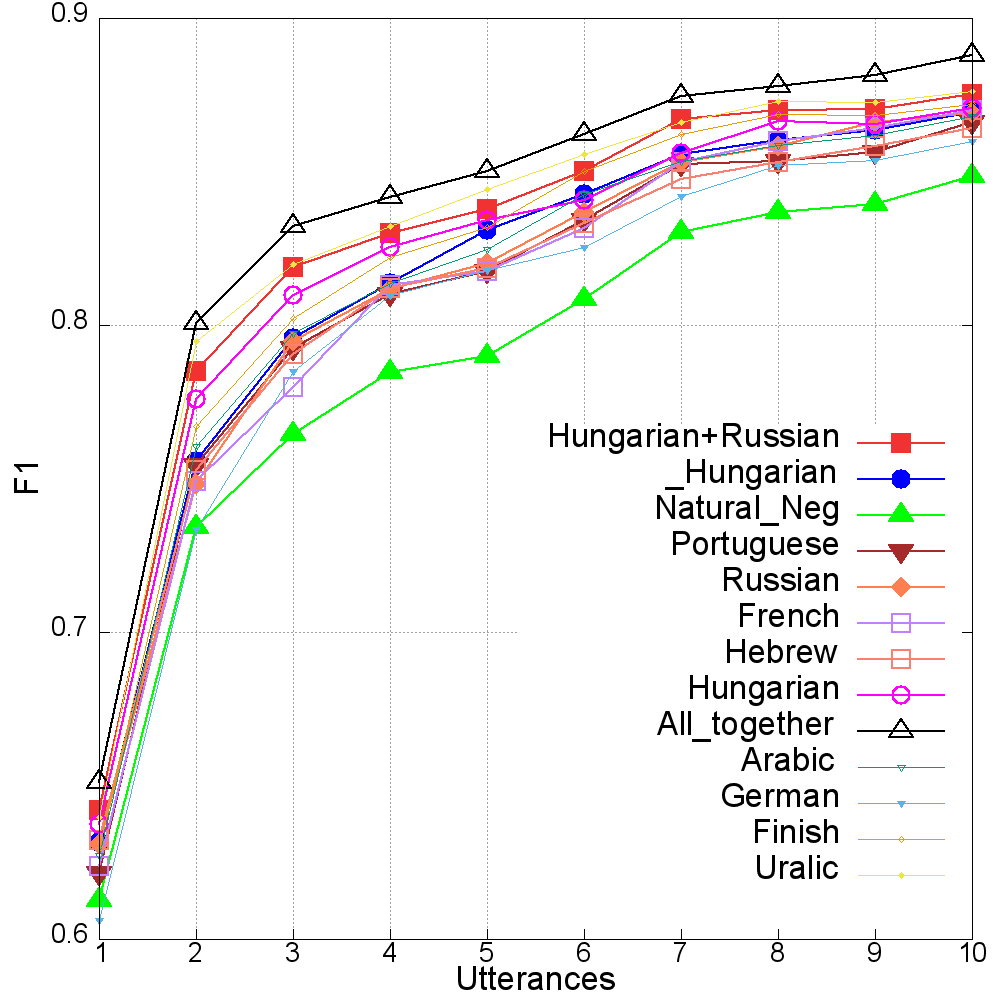 0.9
0.8
0.7
0.6
F1
Hungarian+Russian
_Hungarian
Natural_Neg
Portuguese
Russian
French
Hebrew
Hungarian
All_together
Arabic
German
Finish
Uralic
1 2 3 4 5 6 7 8 9 10
Utterances